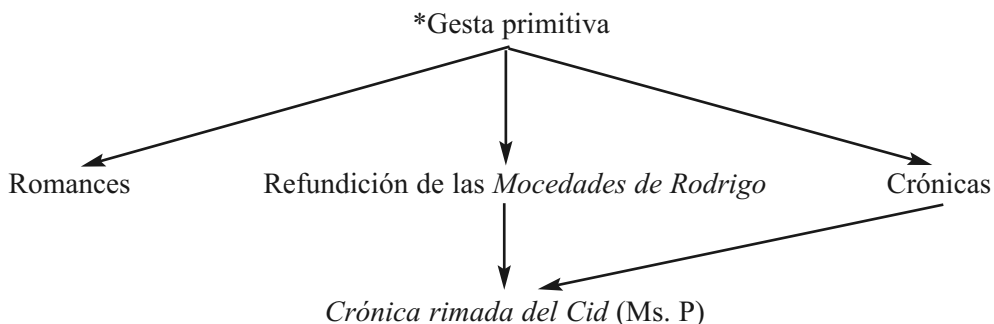 *Gesta primitiva
Romances Refundición de las Mocedades de Rodrigo Crónicas
Crónica rimada del Cid (Ms. P)